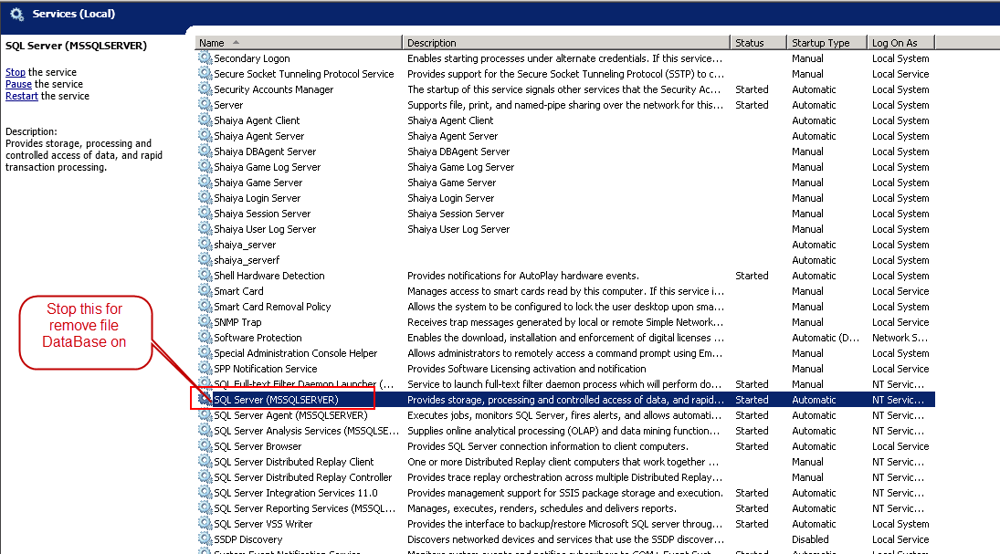 Services (Local)
SQL Server (MSSQLSERVER)
Stop the service
Pause the service
Restart the service
Description:
Provides storage, processing and
controlled access of data, and rapid
transaction processing.
Stop this for
remove file
DataBase on
Name Description Status Startup Type Log On As
Secondary Logon Enables starting processes under alternate credentials. If this service... Manual Local System
Secure Socket Tunneling Protocol Service Provides support for the Secure Socket Tunneling Protocol (SSTP) to c... Manual Local Service
Security Accounts Manager The startup of this service signals other services that the Security Ac... Started Automatic Local System
Server Supports file, print, and named-pipe sharing over the network for this... Started Automatic Local System
Shaiya Agent Client Shaiya Agent Client Automatic Local System
Shaiya Agent Server Shaiya Agent Server Automatic Local System
Shaiya DBAgent Server Shaiya DBAgent Server Manual Local System
Shaiya Game Log Server Shaiya Game Log Server Manual Local System
Shaiya Game Server Shaiya Game Server Manual Local System
Shaiya Login Server Shaiya Login Server Manual Local System
Shaiya Session Server Shaiya Session Server Manual Local System
Shaiya User Log Server Shaiya User Log Server Manual Local System
shaiya_server Automatic Local System
shaiya_serverf Automatic Local System
Shell Hardware Detection Provides notifications for AutoPlay hardware events. Started Automatic Local System
Smart Card Manages access to smart cards read by this computer. If this service i... Manual Local Service
Smart Card Removal Policy Allows the system to be configured to lock the user desktop upon sma... Manual Local System
SNMP Trap Receives trap messages generated by local or remote Simple Network... Manual Local Service
Software Protection Enables the download, installation and enforcement of digital licenses ... Automatic (D... Network S...
Special Administration Console Helper Allows administrators to remotely access a command prompt using Em... Manual Local System
SPP Notification Service Provides Software Licensing activation and notification Manual Local Service
SQL Full-text Filter Daemon Launcher (... Service to launch full-text filter daemon process which will perform do... Started Manual NT Servic...
SQL Server (MSSQLSERVER) Provides storage, processing and controlled access of data, and rapid... Started Automatic NT Servic...
SQL Server Agent (MSSQLSERVER) Executes jobs, monitors SQL Server, fires alerts, and allows automati... Started Automatic NT Servic...
SQL Server Analysis Services (MSSQLSE... Supplies online analytical processing (OLAP) and data mining function... Started Automatic NT Servic...
SQL Server Browser Provides SQL Server connection information to client computers. Started Automatic Local Service
SQL Server Distributed Replay Client One or more Distributed Replay client computers that work together ... Manual NT Servic...
SQL Server Distributed Replay Controller Provides trace replay orchestration across multiple Distributed Replay... Manual NT Servic...
SQL Server Integration Services 11.0 Provides management support for SSIS package storage and execution. Started Automatic NT Servic...
SQL Server Reporting Services (MSSQL... Manages, executes, renders, schedules and delivers reports. Started Automatic NT Servic...
SQL Server VSS Writer Provides the interface to backup/restore Microsoft SQL server throug... Started Automatic Local System
SSDP Discovery Discovers networked devices and services that use the SSDP discover... Disabled Local Service